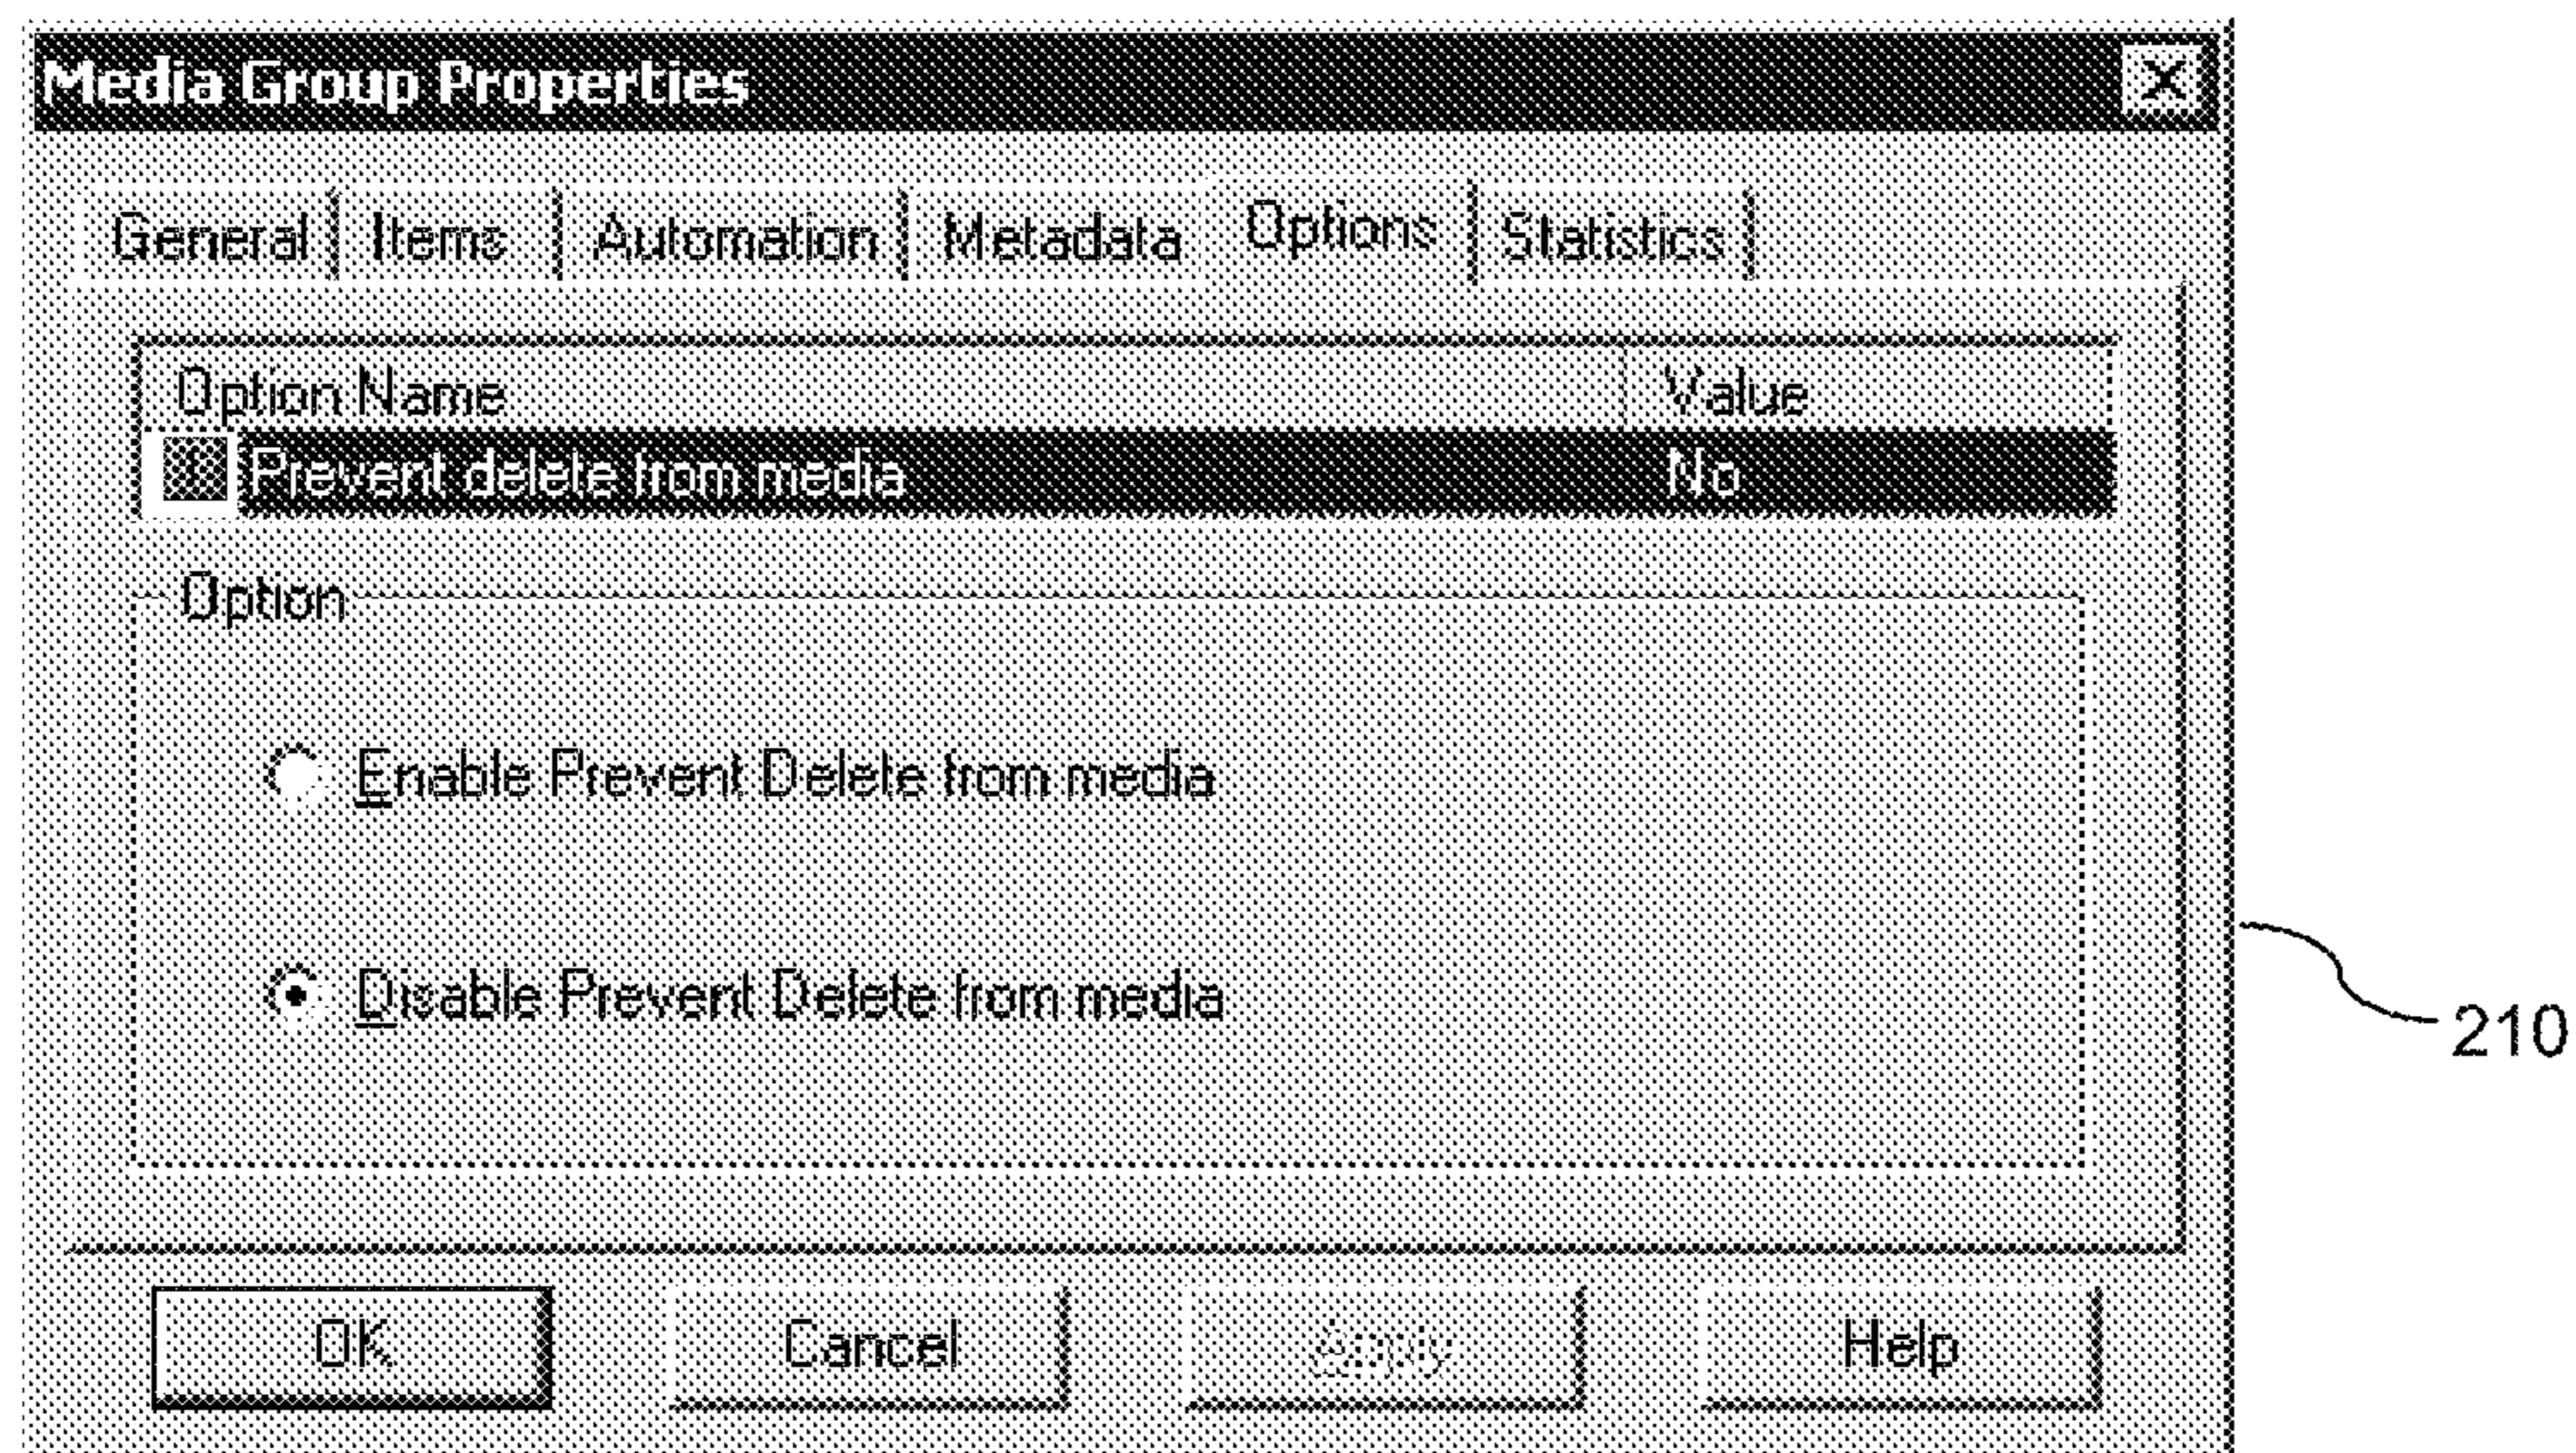 Media Group Properties
General Items Automation Metadata Options Statistics
Option Name Value
Prevent delete from media No
Option
Enable Prevent Delete from media
Disable Prevent Delete from media
210
OK Cancel Apply Help